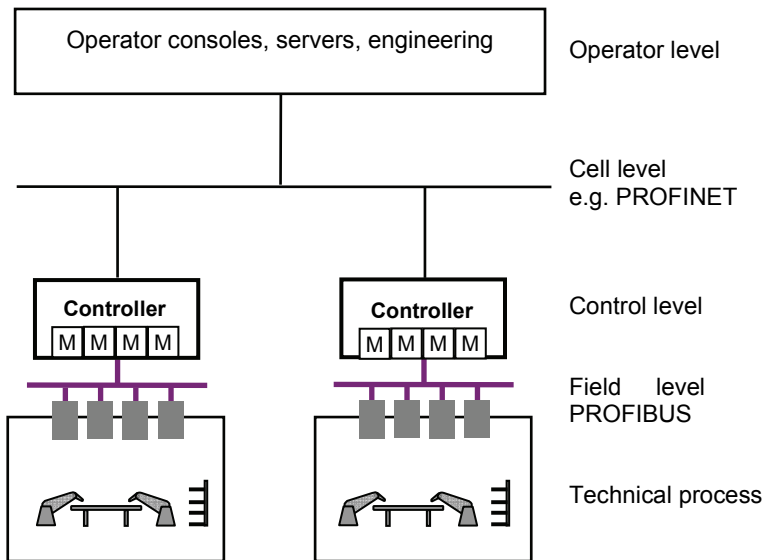 Operator consoles, servers, engineering
Operator level
Cell level
e.g. PROFINET
Controller
M M M M
Controller
M M M M
Control level
Field level
PROFIBUS
Technical process